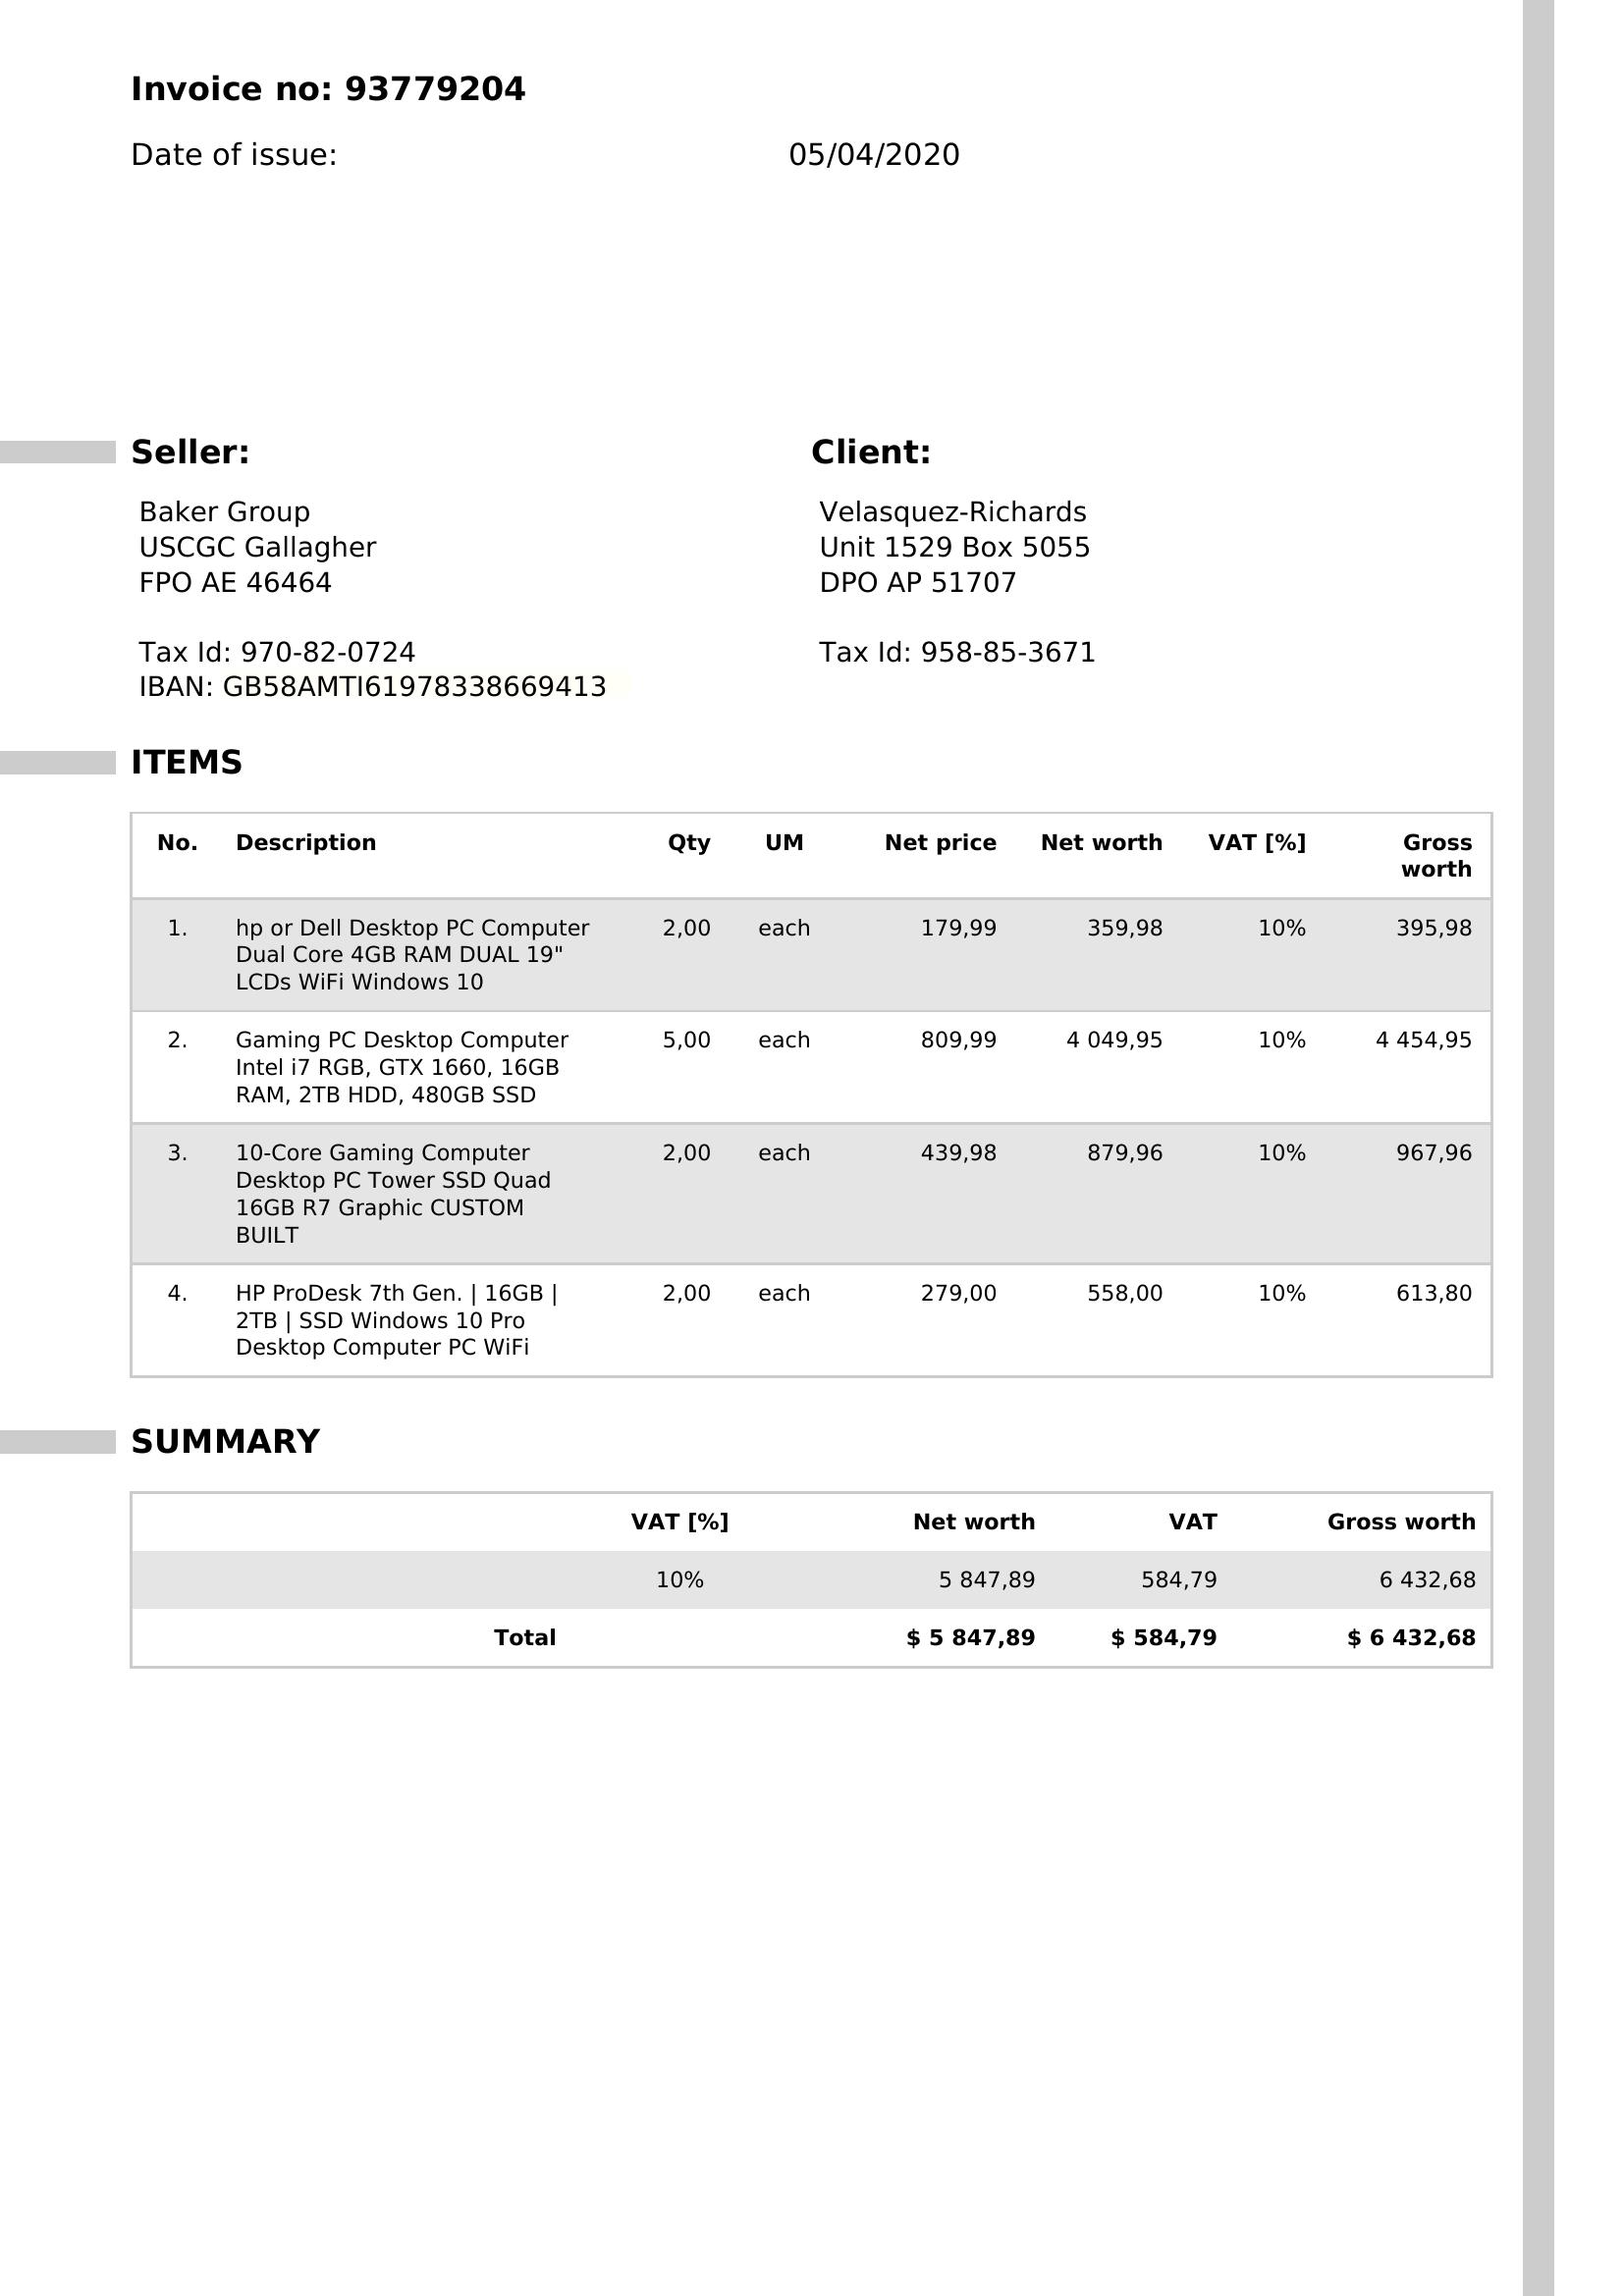 Invoice no: 93779204
Date of issue: 05/04/2020
Seller:
Baker Group
USCGC Gallagher
FPO AE 46464
Tax Id: 970-82-0724
IBAN: GB58AMTI61978338669413
Client:
Velasquez-Richards
Unit 1529 Box 5055
DPO AP 51707
Tax Id: 958-85-3671
ITEMS
No. Description Qty UM Net price Net worth VAT [%] Gross
worth
1. hp or Dell Desktop PC Computer 2,00 each 179,99 359,98 10% 395,98
Dual Core 4GB RAM DUAL 19"
LCDs WiFi Windows 10
2. Gaming PC Desktop Computer 5,00 each 809,99 4 049,95 10% 4 454,95
Intel i7 RGB, GTX 1660, 16GB
RAM, 2TB HDD, 480GB SSD
3. 10-Core Gaming Computer 2,00 each 439,98 879,96 10% 967,96
Desktop PC Tower SSD Quad
16GB R7 Graphic CUSTOM
BUILT
4. HP ProDesk 7th Gen. | 16GB | 2,00 each 279,00 558,00 10% 613,80
2TB | SSD Windows 10 Pro
Desktop Computer PC WiFi
SUMMARY
VAT [%] Net worth VAT Gross worth
10% 5 847,89 584,79 6 432,68
Total $ 5 847,89 $ 584,79 $ 6 432,68